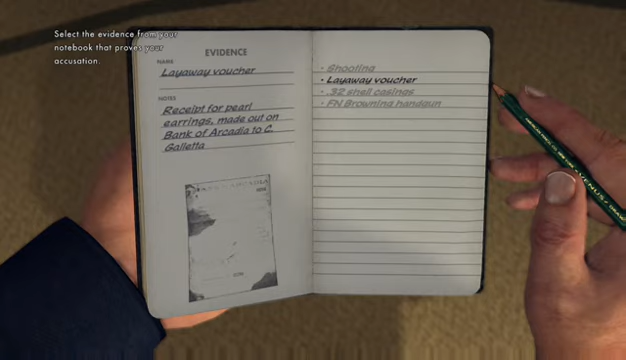 Select the evidence from your
notebook that proves your
accusation.
EVIDENCE
NAME
Layaway voucher
NOTES
Receipt for pearl
earrings, made out on
Bank of Arcadia to C.
Galletta
- Shooting
- Layaway voucher
- .32 shell casings
- FN Browning handgun
VENUS